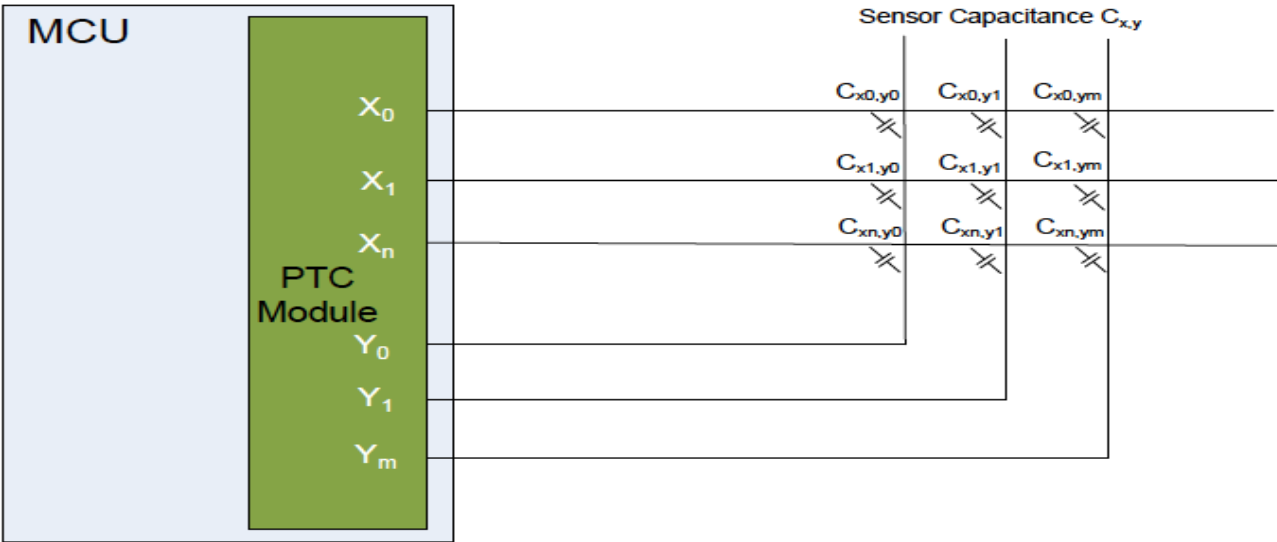 MCU
Sensor Capacitance Cx,y
X0
Cx0,y0 Cx0,y1 Cx0,ym
X1
Cx1,y0 Cx1,y1 Cx1,ym
Xn
Cxn,y0 Cxn,y1 Cxn,ym
PTC
Module
Y0
Y1
Ym